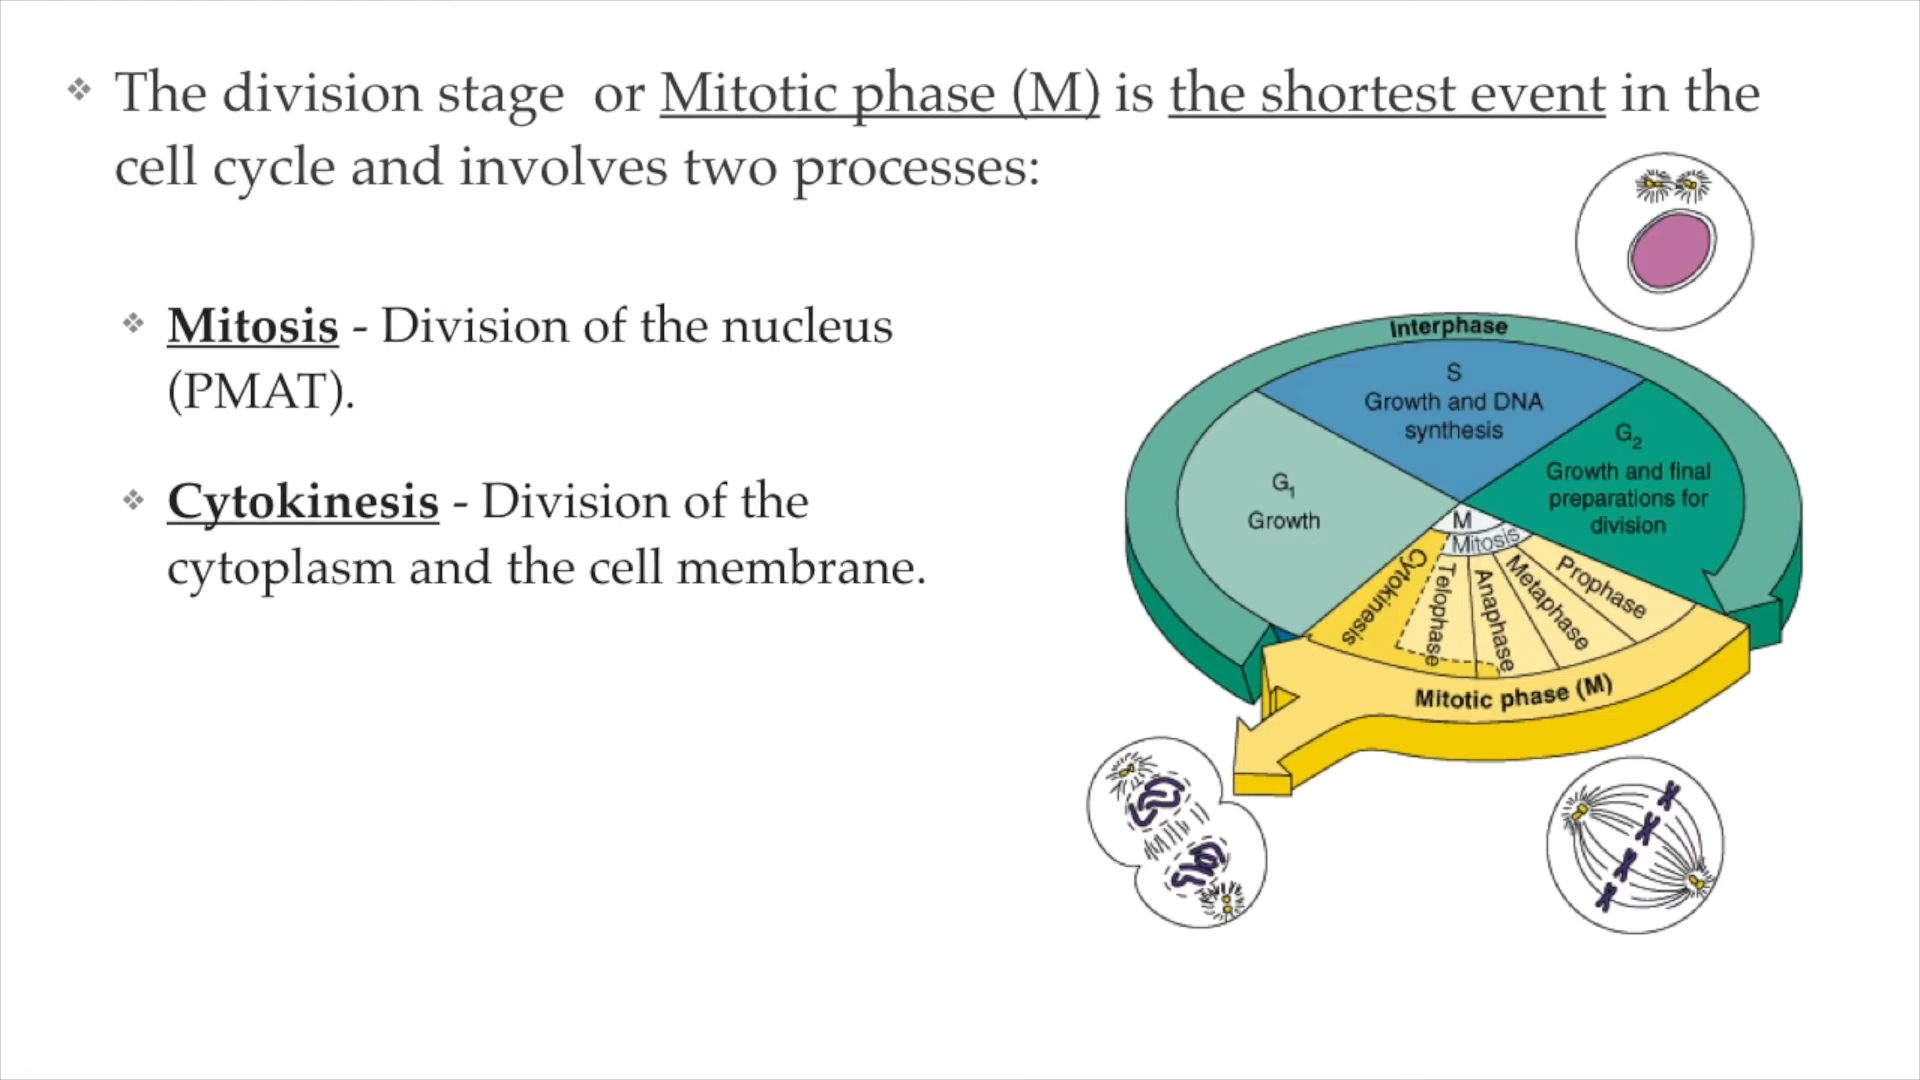 The division stage  or Mitotic phase (M) is the shortest event in the
cell cycle and involves two processes:
Mitosis - Division of the nucleus
(PMAT).
Cytokinesis - Division of the
cytoplasm and the cell membrane.
Interphase
S
Growth and DNA
synthesis
G₂
Growth and final
preparations for
division
G₁
Growth
M
Mitosis
Cytokinesis
Telophase
Anaphase
Metaphase
Prophase
Mitotic phase (M)